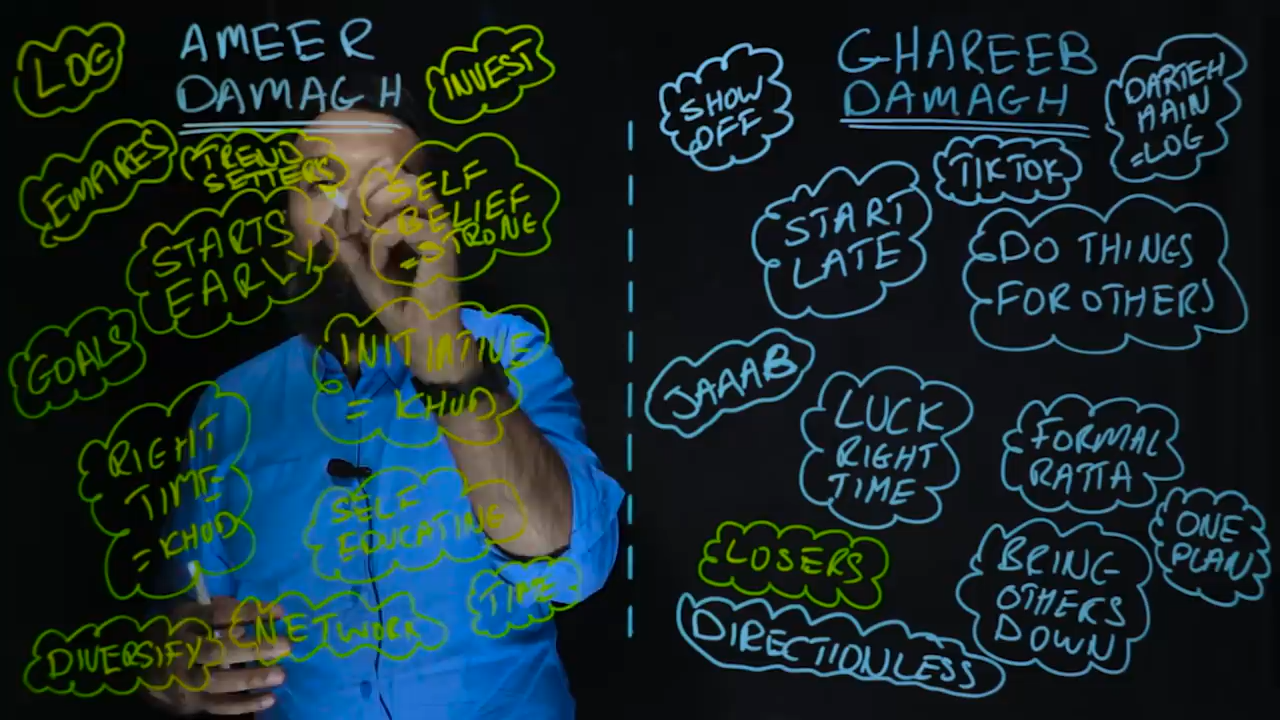 AMEER
DAMAGH
LOG
INVEST
EMPIRES
TREND
SETTERS
SELF
BELIEF
=STRONG
STARTS
EARLY
GOALS
INITIATIVE
= KHUD
RIGHT
TIME
= KHUD
SELF
EDUCATING
TIME
DIVERSIFY
NETWORK
GHAREEB
DAMAGH
SHOW
OFF
DARTEH
HAIN
=LOG
TIKTOK
START
LATE
DO THINGS
FOR OTHERS
JAAAB
LUCK
RIGHT
TIME
FORMAL
RATTA
ONE
PLAN
LOSERS
BRING
OTHERS
DOWN
DIRECTIONLESS